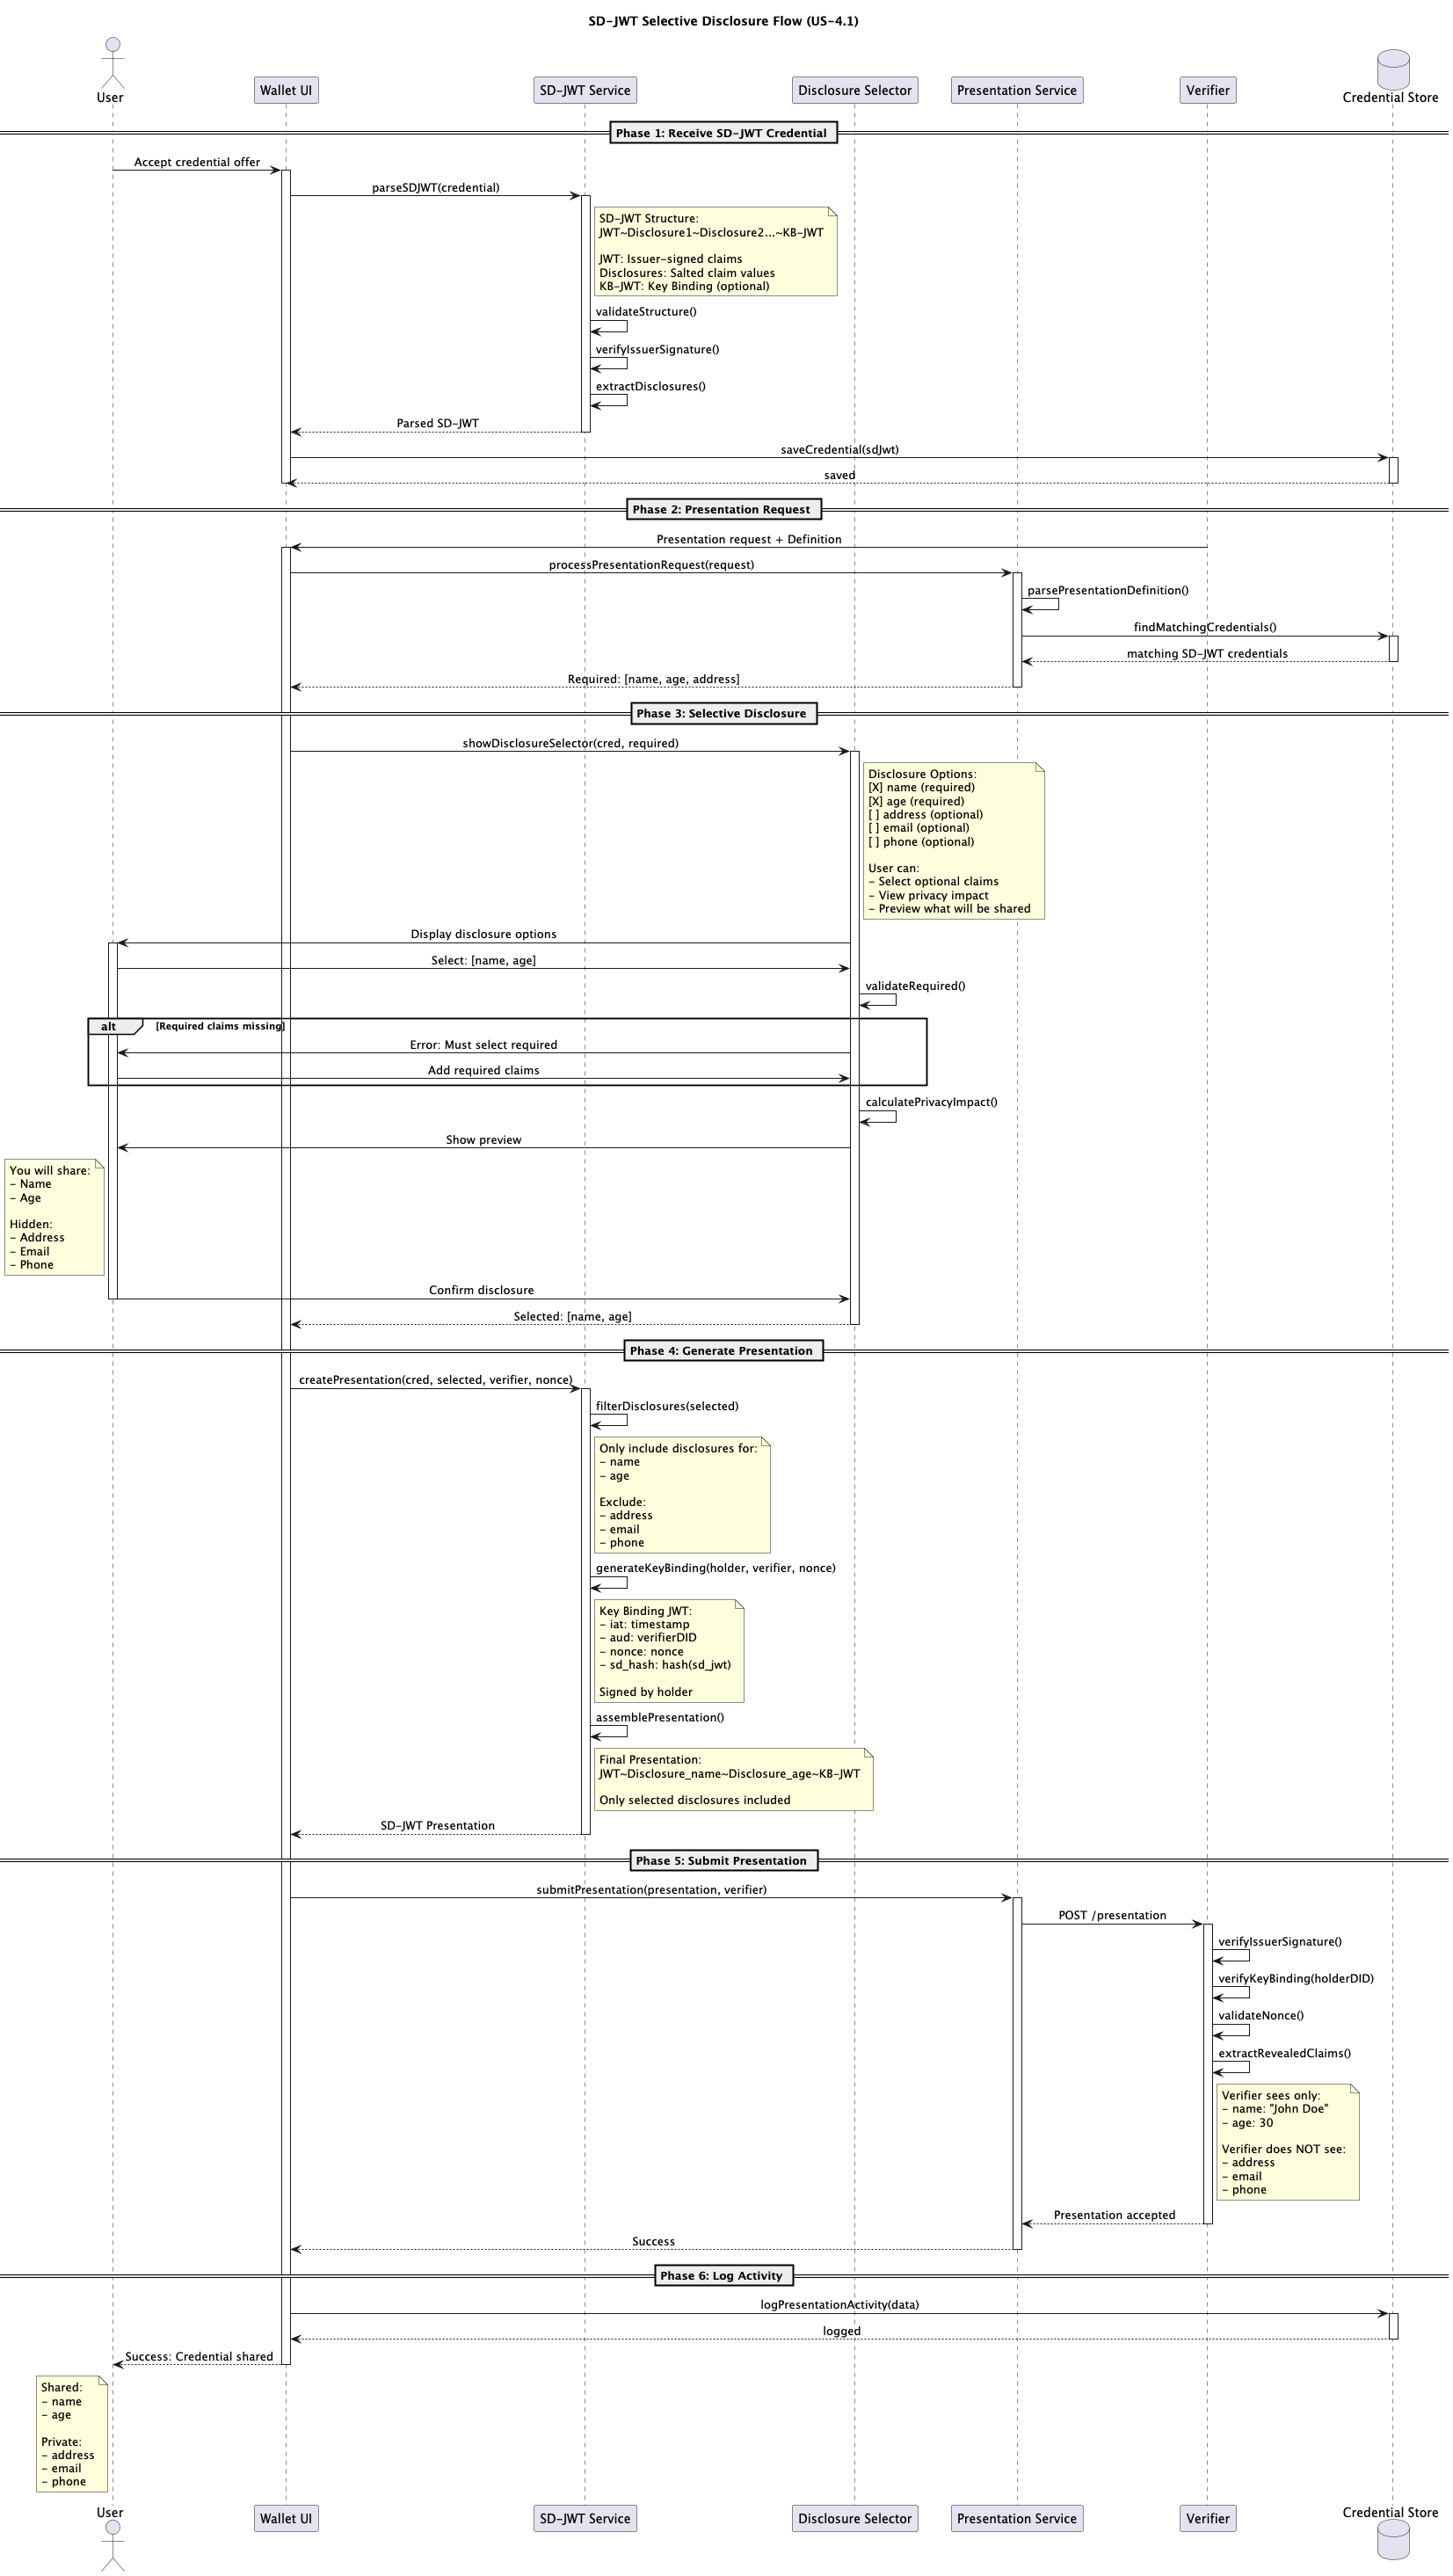 SD-JWT Selective Disclosure Flow (US-4.1)
User
Wallet UI
SD-JWT Service
Disclosure Selector
Presentation Service
Verifier
Credential Store
Phase 1: Receive SD-JWT Credential
Accept credential offer
parseSDJWT(credential)
SD-JWT Structure:
JWT~Disclosure1~Disclosure2...~KB-JWT
JWT: Issuer-signed claims
Disclosures: Salted claim values
KB-JWT: Key Binding (optional)
validateStructure()
verifyIssuerSignature()
extractDisclosures()
Parsed SD-JWT
saveCredential(sdJwt)
saved
Phase 2: Presentation Request
Presentation request + Definition
processPresentationRequest(request)
parsePresentationDefinition()
findMatchingCredentials()
matching SD-JWT credentials
Required: [name, age, address]
Phase 3: Selective Disclosure
showDisclosureSelector(cred, required)
Disclosure Options:
[X] name (required)
[X] age (required)
[ ] address (optional)
[ ] email (optional)
[ ] phone (optional)
User can:
- Select optional claims
- View privacy impact
- Preview what will be shared
Display disclosure options
Select: [name, age]
validateRequired()
alt
[Required claims missing]
Error: Must select required
Add required claims
calculatePrivacyImpact()
Show preview
You will share:
- Name
- Age
Hidden:
- Address
- Email
- Phone
Confirm disclosure
Selected: [name, age]
Phase 4: Generate Presentation
createPresentation(cred, selected, verifier, nonce)
filterDisclosures(selected)
Only include disclosures for:
- name
- age
Exclude:
- address
- email
- phone
generateKeyBinding(holder, verifier, nonce)
Key Binding JWT:
- iat: timestamp
- aud: verifierDID
- nonce: nonce
- sd_hash: hash(sd_jwt)
Signed by holder
assemblePresentation()
Final Presentation:
JWT~Disclosure_name~Disclosure_age~KB-JWT
Only selected disclosures included
SD-JWT Presentation
Phase 5: Submit Presentation
submitPresentation(presentation, verifier)
POST /presentation
verifyIssuerSignature()
verifyKeyBinding(holderDID)
validateNonce()
extractRevealedClaims()
Verifier sees only:
- name: "John Doe"
- age: 30
Verifier does NOT see:
- address
- email
- phone
Presentation accepted
Success
Phase 6: Log Activity
logPresentationActivity(data)
logged
Success: Credential shared
Shared:
- name
- age
Private:
- address
- email
- phone
User
Wallet UI
SD-JWT Service
Disclosure Selector
Presentation Service
Verifier
Credential Store